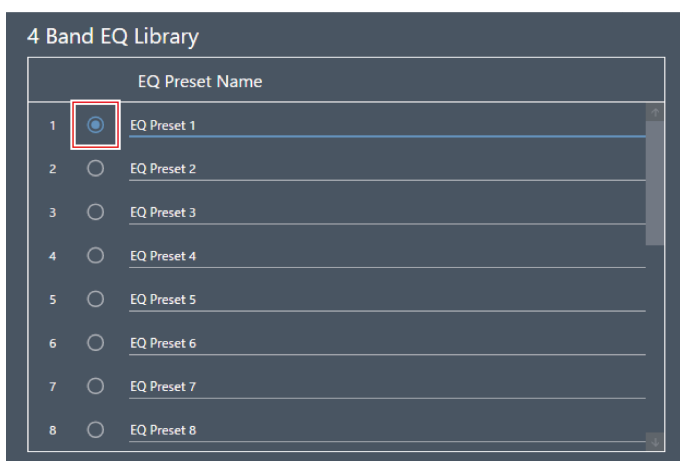 4 Band EQ Library
EQ Preset Name
1 EQ Preset 1
2 EQ Preset 2
3 EQ Preset 3
4 EQ Preset 4
5 EQ Preset 5
6 EQ Preset 6
7 EQ Preset 7
8 EQ Preset 8